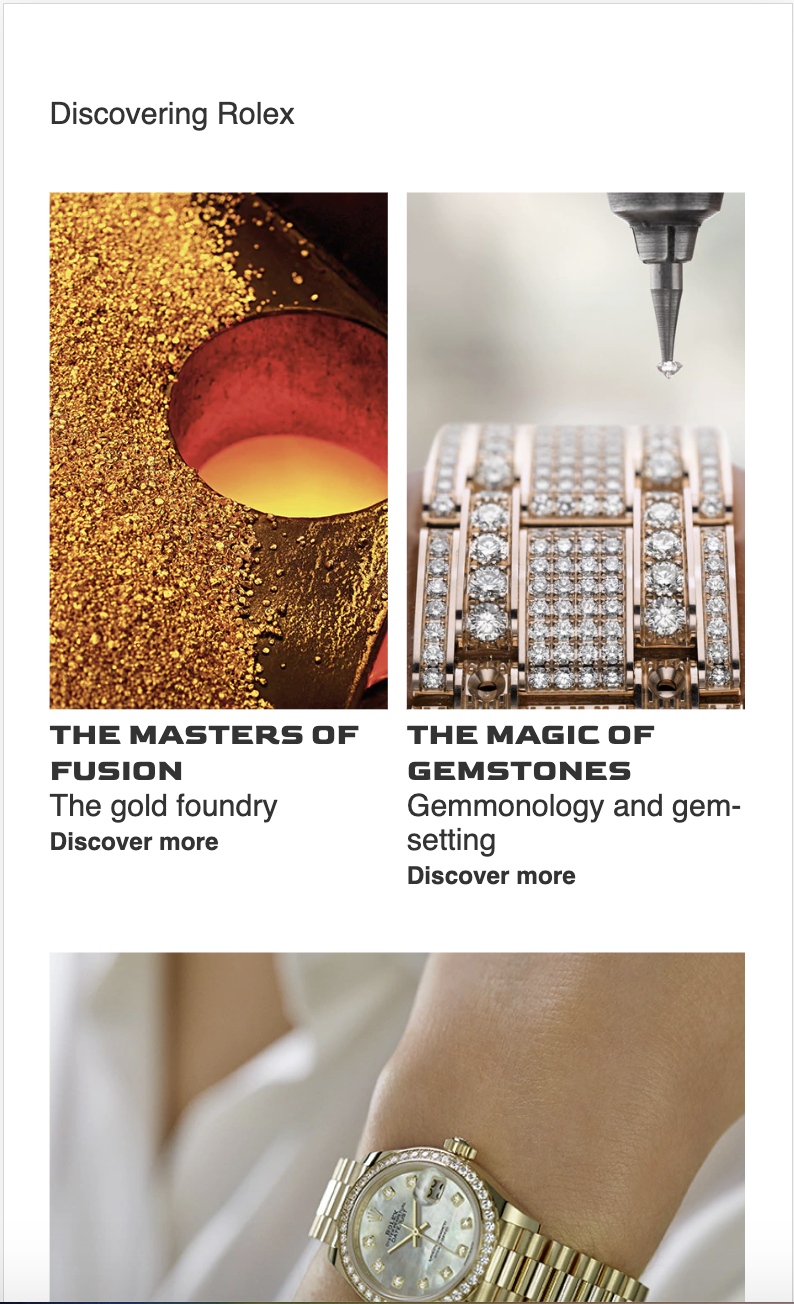 Discovering Rolex
THE MASTERS OF
FUSION
The gold foundry
Discover more
THE MAGIC OF
GEMSTONES
Gemmonology and gem-
setting
Discover more
ROLEX